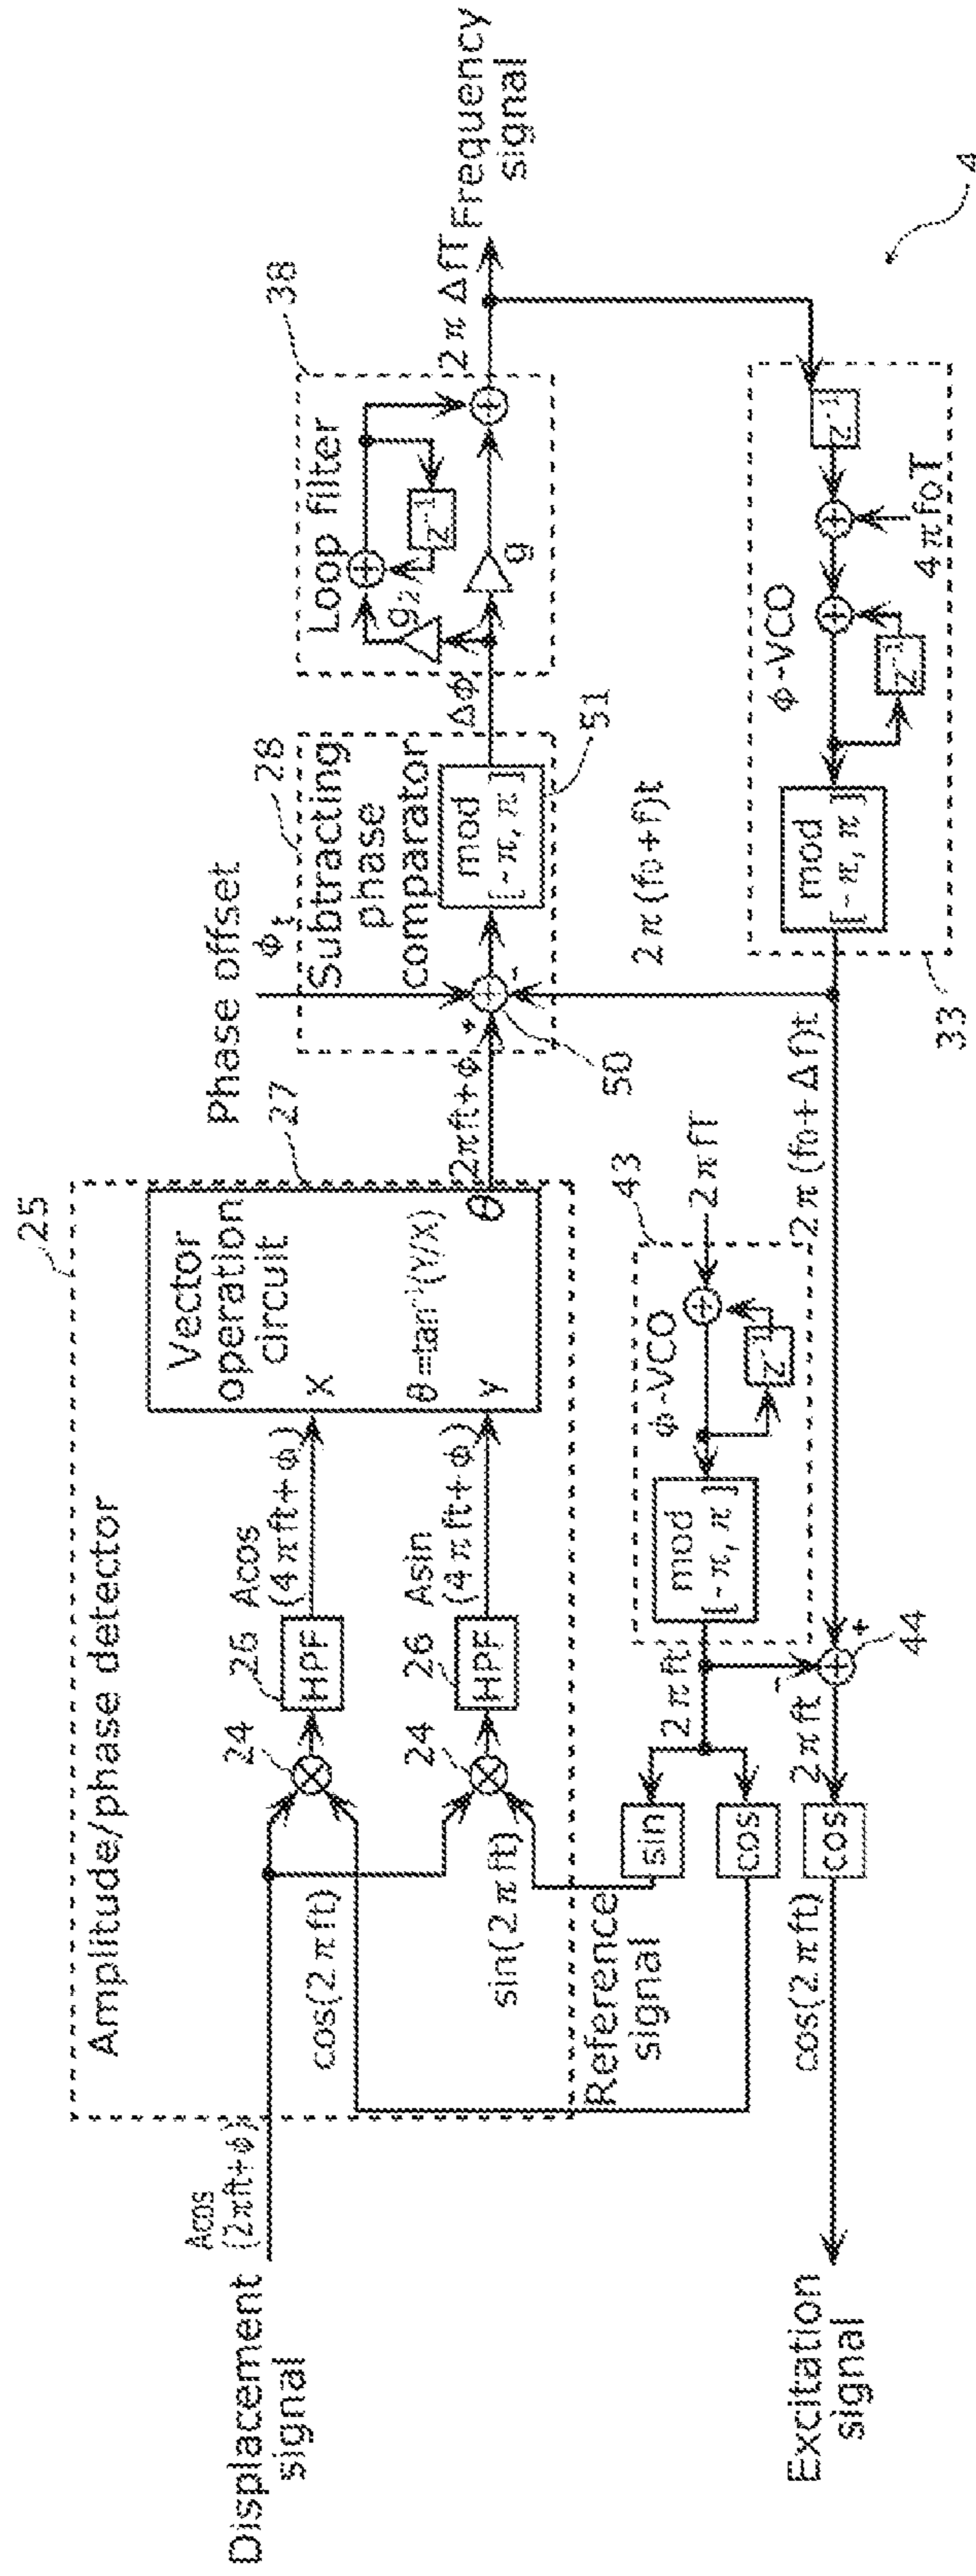 25
Amplitude/phase detector
Displacement
signal
Acos
(2πft+φ)
24
26
HPF
Acos
(4πft+φ)
24
26
HPF
Asin
(4πft+φ)
cos(2πft)
sin(2πft)
Vector
operation
circuit
X
θ=tan⁻¹(Y/X)
y
θ
27
2πft+φ
Phase offset
28
Subtracting
phase
comparator
mod
[-π, π]
+
-
50
51
Δφ
Loop filter
38
z⁻¹
g
2πΔfT
Frequency
signal
Reference
signal
sin
cos
2πft
mod
[-π, π]
φ-VCO
z⁻¹
43
2πfT
2π(f₀+f)t
2π(f₀+Δf)t
Excitation
signal
cos(2πft)
cos
2πft
-
+
44
33
mod
[-π, π]
φ-VCO
z⁻¹
4πf₀T
z⁻¹
4